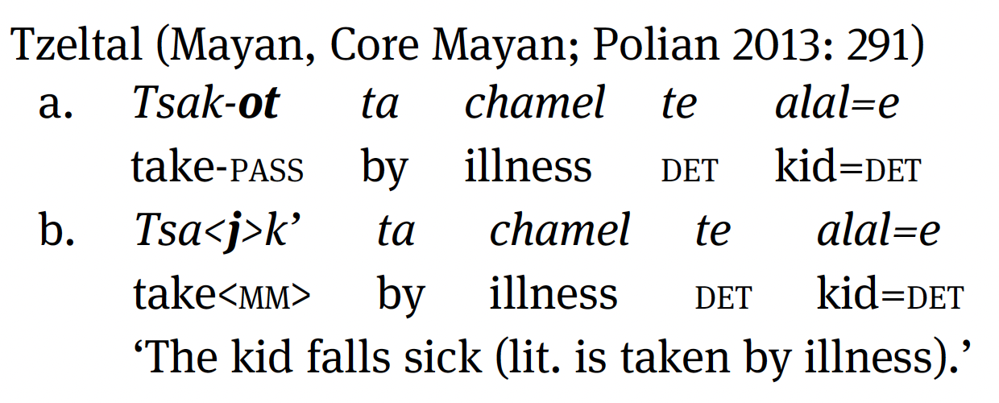 Tzeltal (Mayan, Core Mayan; Polian 2013: 291)
a. Tsak-ot ta chamel te alal=e
take-PASS by illness DET kid=DET
b. Tsa<j>k’ ta chamel te alal=e
take<MM> by illness DET kid=DET
‘The kid falls sick (lit. is taken by illness).’